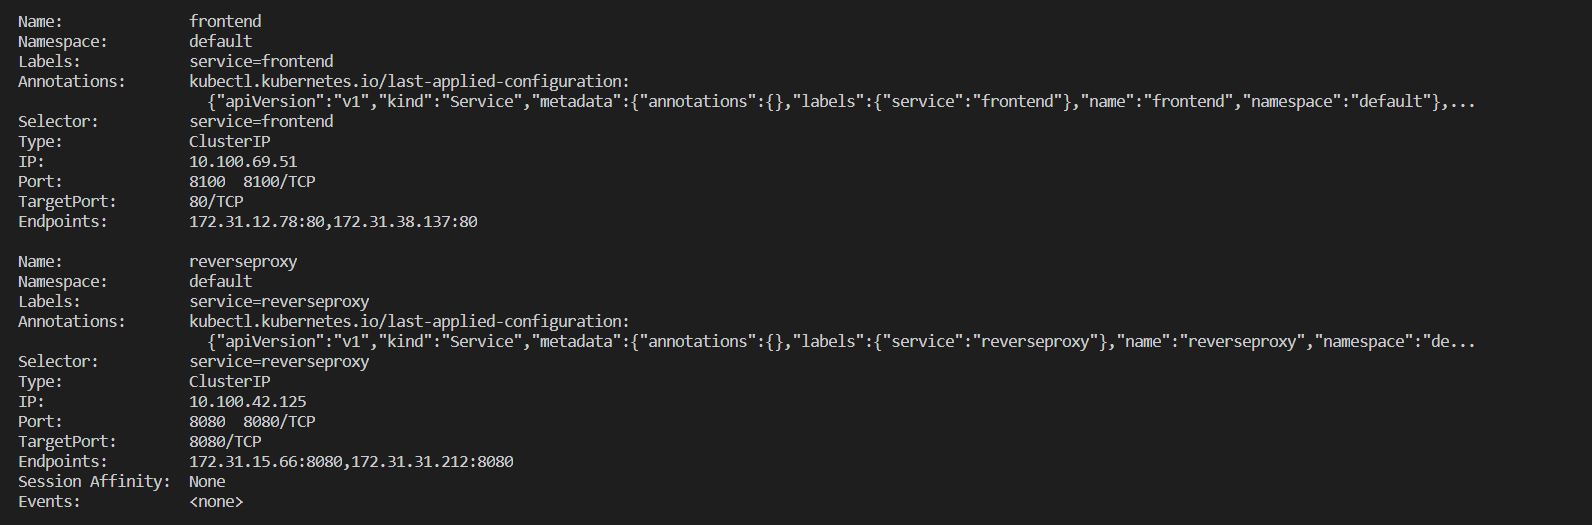 Name:              frontend
Namespace:         default
Labels:            service=frontend
Annotations:       kubectl.kubernetes.io/last-applied-configuration:
                     {"apiVersion":"v1","kind":"Service","metadata":{"annotations":{},"labels":{"service":"frontend"},"name":"frontend","namespace":"default"},...
Selector:          service=frontend
Type:              ClusterIP
IP:                10.100.69.51
Port:              8100  8100/TCP
TargetPort:        80/TCP
Endpoints:         172.31.12.78:80,172.31.38.137:80

Name:              reverseproxy
Namespace:         default
Labels:            service=reverseproxy
Annotations:       kubectl.kubernetes.io/last-applied-configuration:
                     {"apiVersion":"v1","kind":"Service","metadata":{"annotations":{},"labels":{"service":"reverseproxy"},"name":"reverseproxy","namespace":"de...
Selector:          service=reverseproxy
Type:              ClusterIP
IP:                10.100.42.125
Port:              8080  8080/TCP
TargetPort:        8080/TCP
Endpoints:         172.31.15.66:8080,172.31.31.212:8080
Session Affinity:  None
Events:            <none>